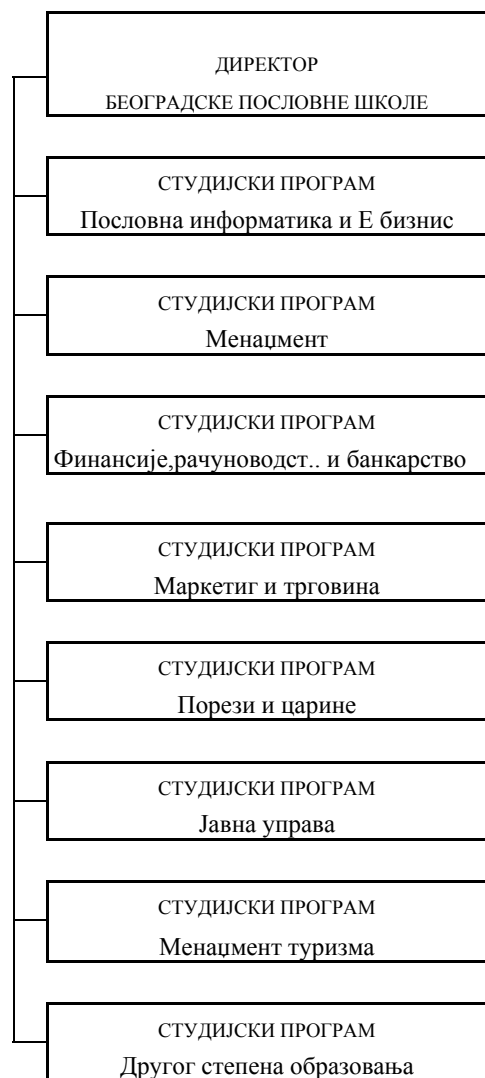 ДИРЕКТОР
БЕОГРАДСКЕ ПОСЛОВНЕ ШКОЛЕ
СТУДИЈСКИ ПРОГРАМ
Пословна информатика и Е бизнис
СТУДИЈСКИ ПРОГРАМ
Менаџмент
СТУДИЈСКИ ПРОГРАМ
Финансије,рачуноводст.. и банкарство
СТУДИЈСКИ ПРОГРАМ
Маркетиг и трговина
СТУДИЈСКИ ПРОГРАМ
Порези и царине
СТУДИЈСКИ ПРОГРАМ
Јавна управа
СТУДИЈСКИ ПРОГРАМ
Менаџмент туризма
СТУДИЈСКИ ПРОГРАМ
Другог степена образовања